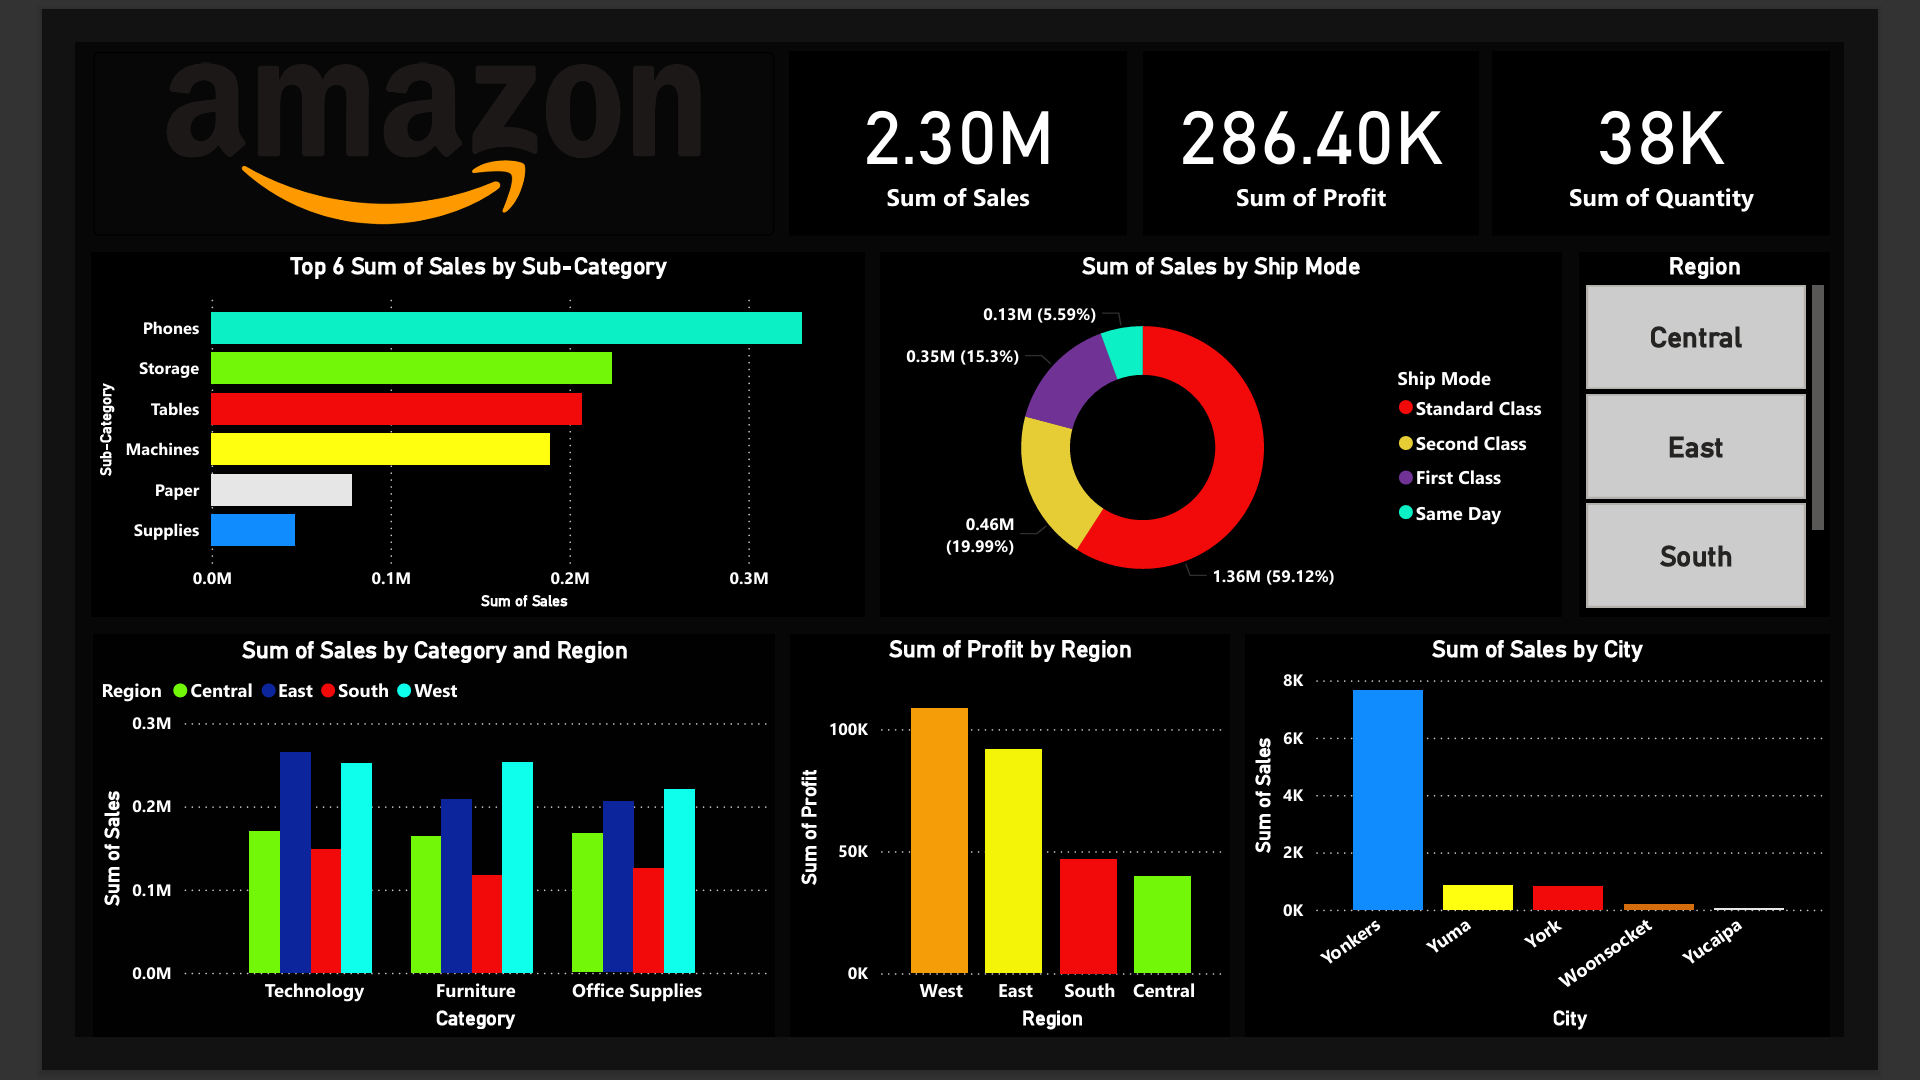 amazon
2.30M
Sum of Sales
286.40K
Sum of Profit
38K
Sum of Quantity
Top 6 Sum of Sales by Sub-Category
Sub-Category
Phones
Storage
Tables
Machines
Paper
Supplies
0.0M 0.1M 0.2M 0.3M
Sum of Sales
Sum of Sales by Ship Mode
0.13M (5.59%)
0.35M (15.3%)
0.46M
(19.99%)
1.36M (59.12%)
Ship Mode
Standard Class
Second Class
First Class
Same Day
Region
Central
East
South
Sum of Sales by Category and Region
Region Central East South West
Sum of Sales
0.3M
0.2M
0.1M
0.0M
Technology Furniture Office Supplies
Category
Sum of Profit by Region
Sum of Profit
100K
50K
0K
West East South Central
Region
Sum of Sales by City
Sum of Sales
8K
6K
4K
2K
0K
Yonkers Yuma York Woonsocket Yucaipa
City